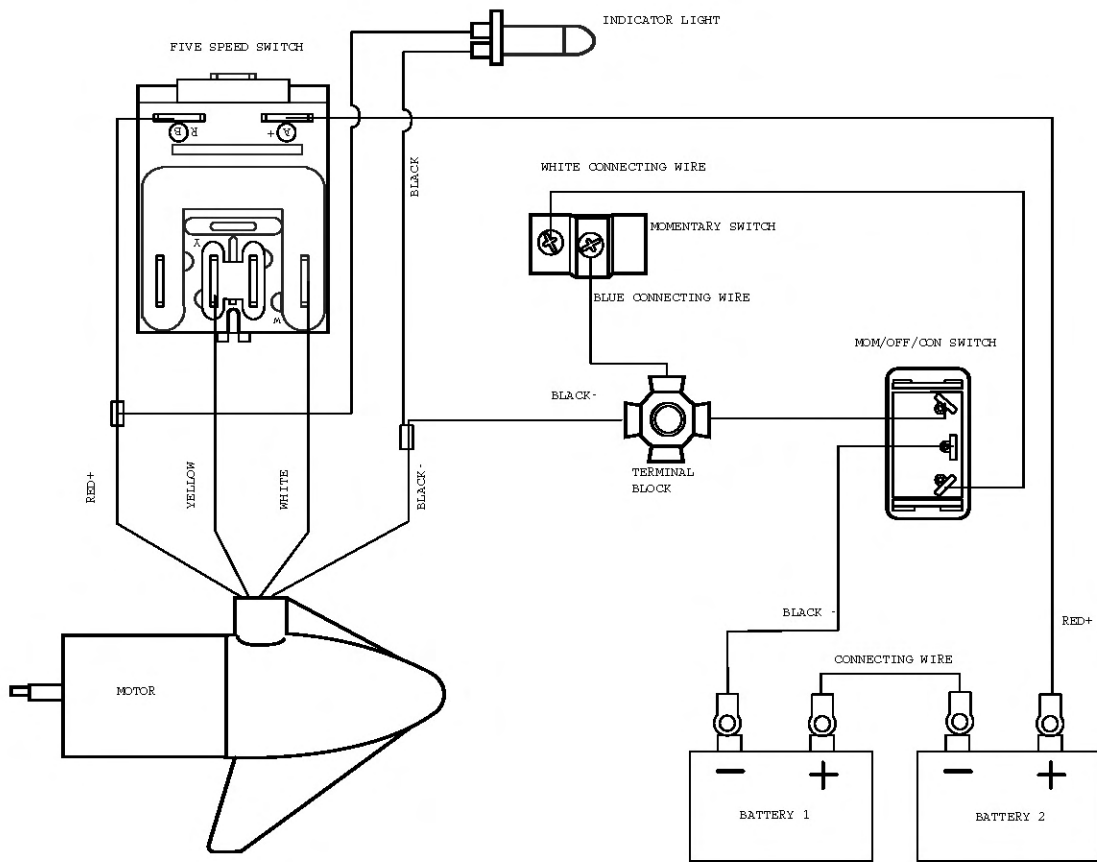 INDICATOR LIGHT
FIVE SPEED SWITCH
R B
+ A
BLACK
WHITE CONNECTING WIRE
MOMENTARY SWITCH
Y
BLUE CONNECTING WIRE
W
MOM/OFF/CON SWITCH
BLACK-
RED+
YELLOW
WHITE
BLACK-
TERMINAL
BLOCK
BLACK -
RED+
CONNECTING WIRE
MOTOR
- +
- +
BATTERY 1
BATTERY 2